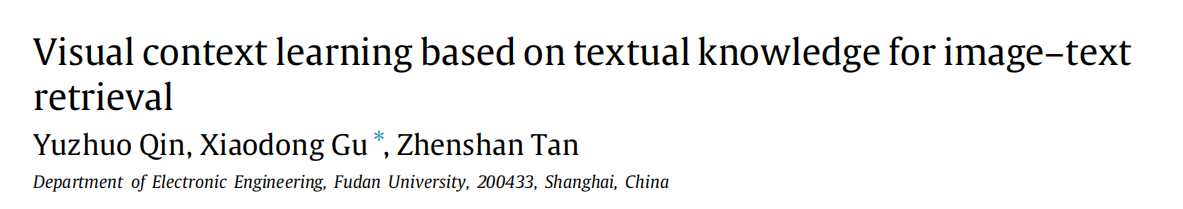 Visual context learning based on textual knowledge for image–text
retrieval
Yuzhuo Qin, Xiaodong Gu *, Zhenshan Tan
Department of Electronic Engineering, Fudan University, 200433, Shanghai, China